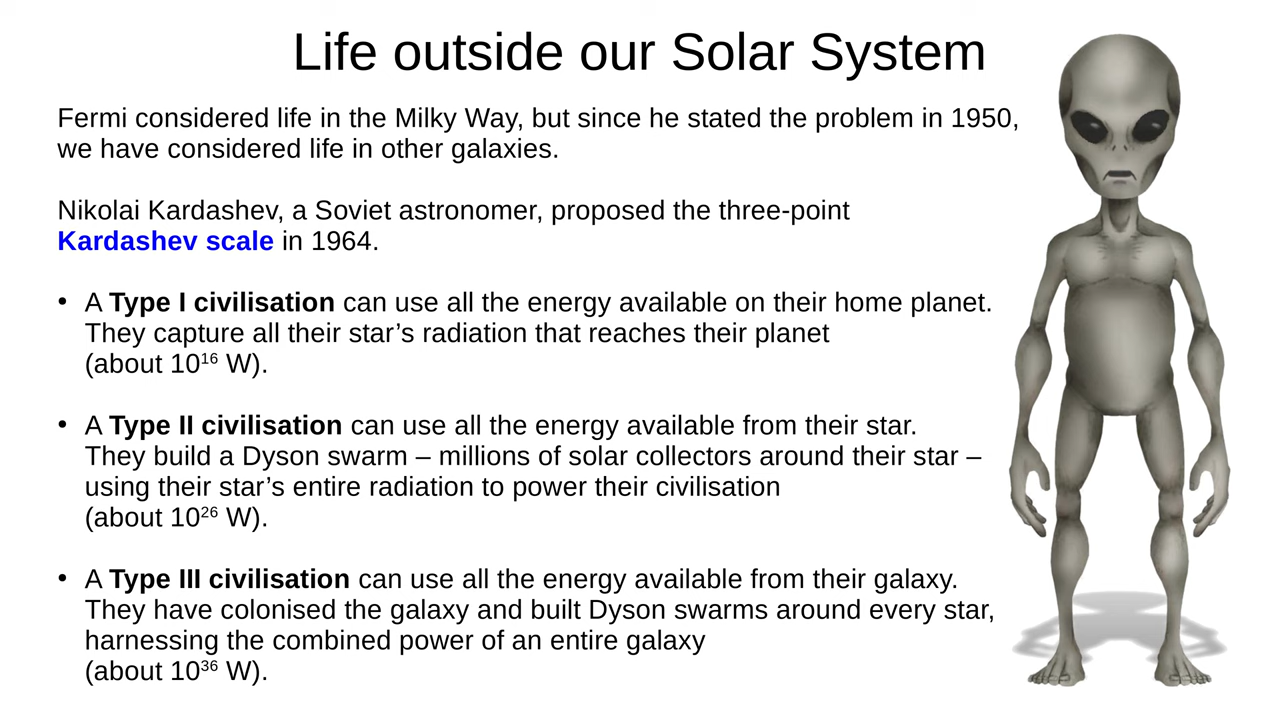 Life outside our Solar System
Fermi considered life in the Milky Way, but since he stated the problem in 1950,
we have considered life in other galaxies.
Nikolai Kardashev, a Soviet astronomer, proposed the three-point
Kardashev scale in 1964.
• A Type I civilisation can use all the energy available on their home planet.
They capture all their star’s radiation that reaches their planet
(about 10¹⁶ W).
• A Type II civilisation can use all the energy available from their star.
They build a Dyson swarm – millions of solar collectors around their star –
using their star’s entire radiation to power their civilisation
(about 10²⁶ W).
• A Type III civilisation can use all the energy available from their galaxy.
They have colonised the galaxy and built Dyson swarms around every star,
harnessing the combined power of an entire galaxy
(about 10³⁶ W).